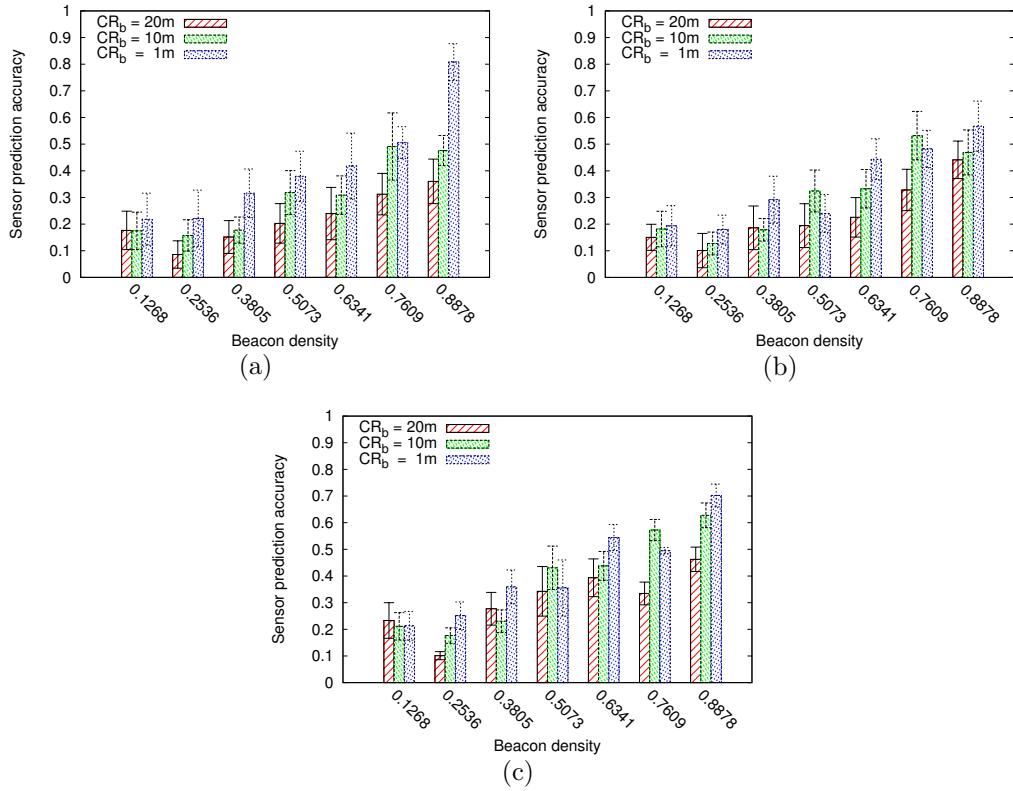 CR_b = 20m
CR_b = 10m
CR_b = 1m
Sensor prediction accuracy
1
0.9
0.8
0.7
0.6
0.5
0.4
0.3
0.2
0.1
0
0.1268 0.2536 0.3805 0.5073 0.6341 0.7609 0.8878
Beacon density
(a)
CR_b = 20m
CR_b = 10m
CR_b = 1m
Sensor prediction accuracy
1
0.9
0.8
0.7
0.6
0.5
0.4
0.3
0.2
0.1
0
0.1268 0.2536 0.3805 0.5073 0.6341 0.7609 0.8878
Beacon density
(b)
CR_b = 20m
CR_b = 10m
CR_b = 1m
Sensor prediction accuracy
1
0.9
0.8
0.7
0.6
0.5
0.4
0.3
0.2
0.1
0
0.1268 0.2536 0.3805 0.5073 0.6341 0.7609 0.8878
Beacon density
(c)